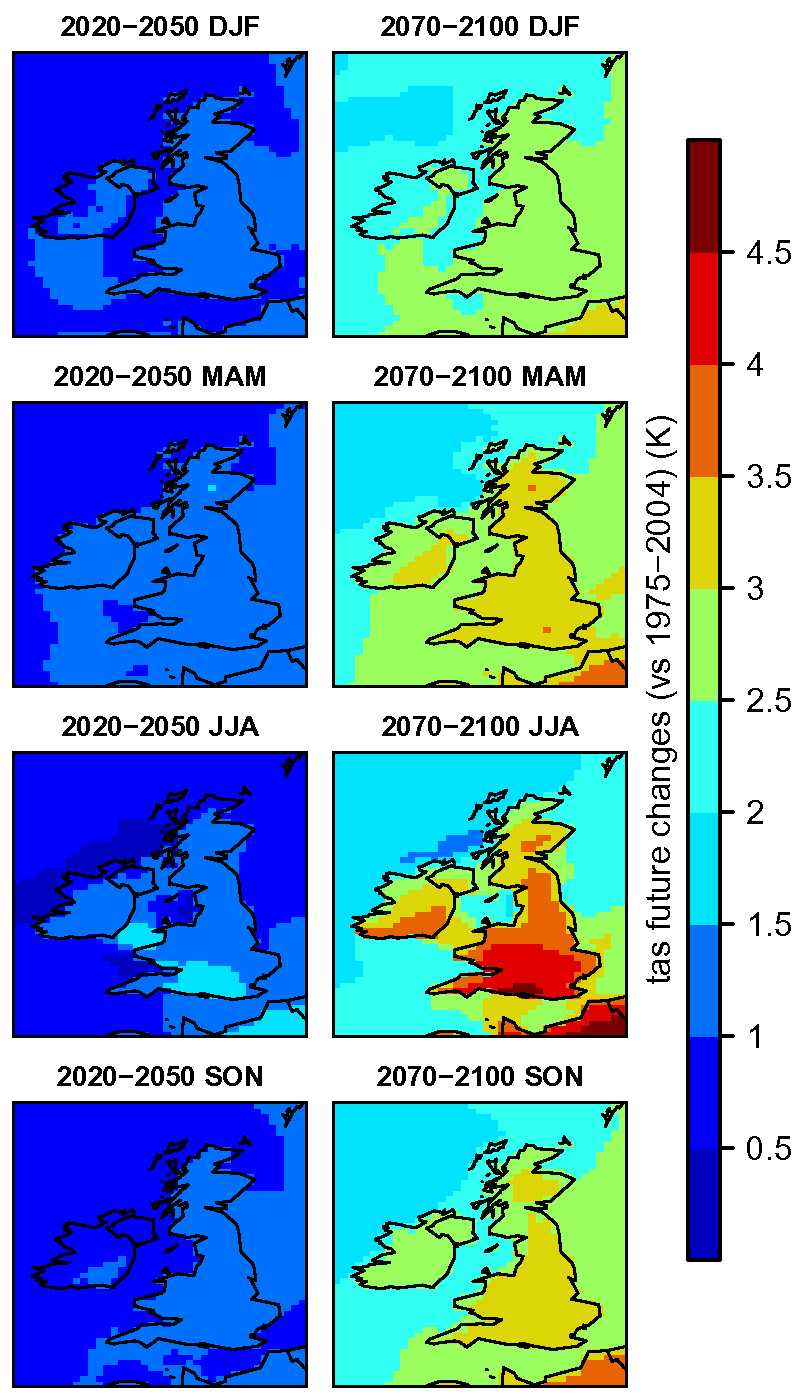 2020−2050 DJF
2070−2100 DJF
2020−2050 MAM
2070−2100 MAM
2020−2050 JJA
2070−2100 JJA
2020−2050 SON
2070−2100 SON
tas future changes (vs 1975−2004) (K)
4.5
4
3.5
3
2.5
2
1.5
1
0.5